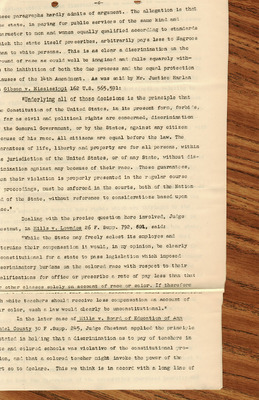 -8-
these paragraphs hardly admits of argument. The allegation is that
the state, in paying for public services of the same kind and
character to men and women equally qualified according to standards
which the state itself prescribes, arbitrarily pays less to Negroes
than to white persons. This is as clear a discrimination on the
ground of race as could well be imagined and falls squarely with-
in the inhibition of both the due process and the equal protection
clauses of the 14th Amendment. As was said by Mr. Justice Harlan
Gibson v. Mississippi 162 U.S. 565, 591:
"Underlying all of those decisions is the principle that
the Constitution of the United States, in its present form, forbids,
so far as civil and political rights are concerned, discrimination
by the General Government, or by the States, against any citizen
because of his race. All citizens are equal before the law. The
guarantees of life, liberty and property are for all persons, within
the jurisdiction of the United States, or of any State, without dis-
crimination against any because of their race. These guarantees,
when their violation is properly presented in the regular course
of proceedings, must be enforced in the courts, both of the Nation
and of the State, without reference to considerations based upon
race."
Dealing with the precise question here involved, Judge
Chestnut, in Mills v. Lowndes 26 F. Supp. 792, 801, said:
"While the State may freely select its employes and
determine their compensation it would, in my opinion, be clearly
unconstitutional for a state to pass legislation which imposed
discriminatory burdens on the colored race with respect to their
qualifications for office or prescribe a rate of pay less than that
for other classes solely on account of race or color. If therefore
white teachers should receive less compensation on account of
their color, such a law would clearly be unconstitutional."
In the later case of Mills v. Board of Education of Ann
Arundel County 30 F. Supp. 245, Judge Chestnut applied the principle
stated in holding that a discrimination as to pay of teachers in
white and colored schools was violative of the constitutional pro-
vision, and that a colored teacher might invoke the power of the
court so to declare. This we think is in accord with a long line of